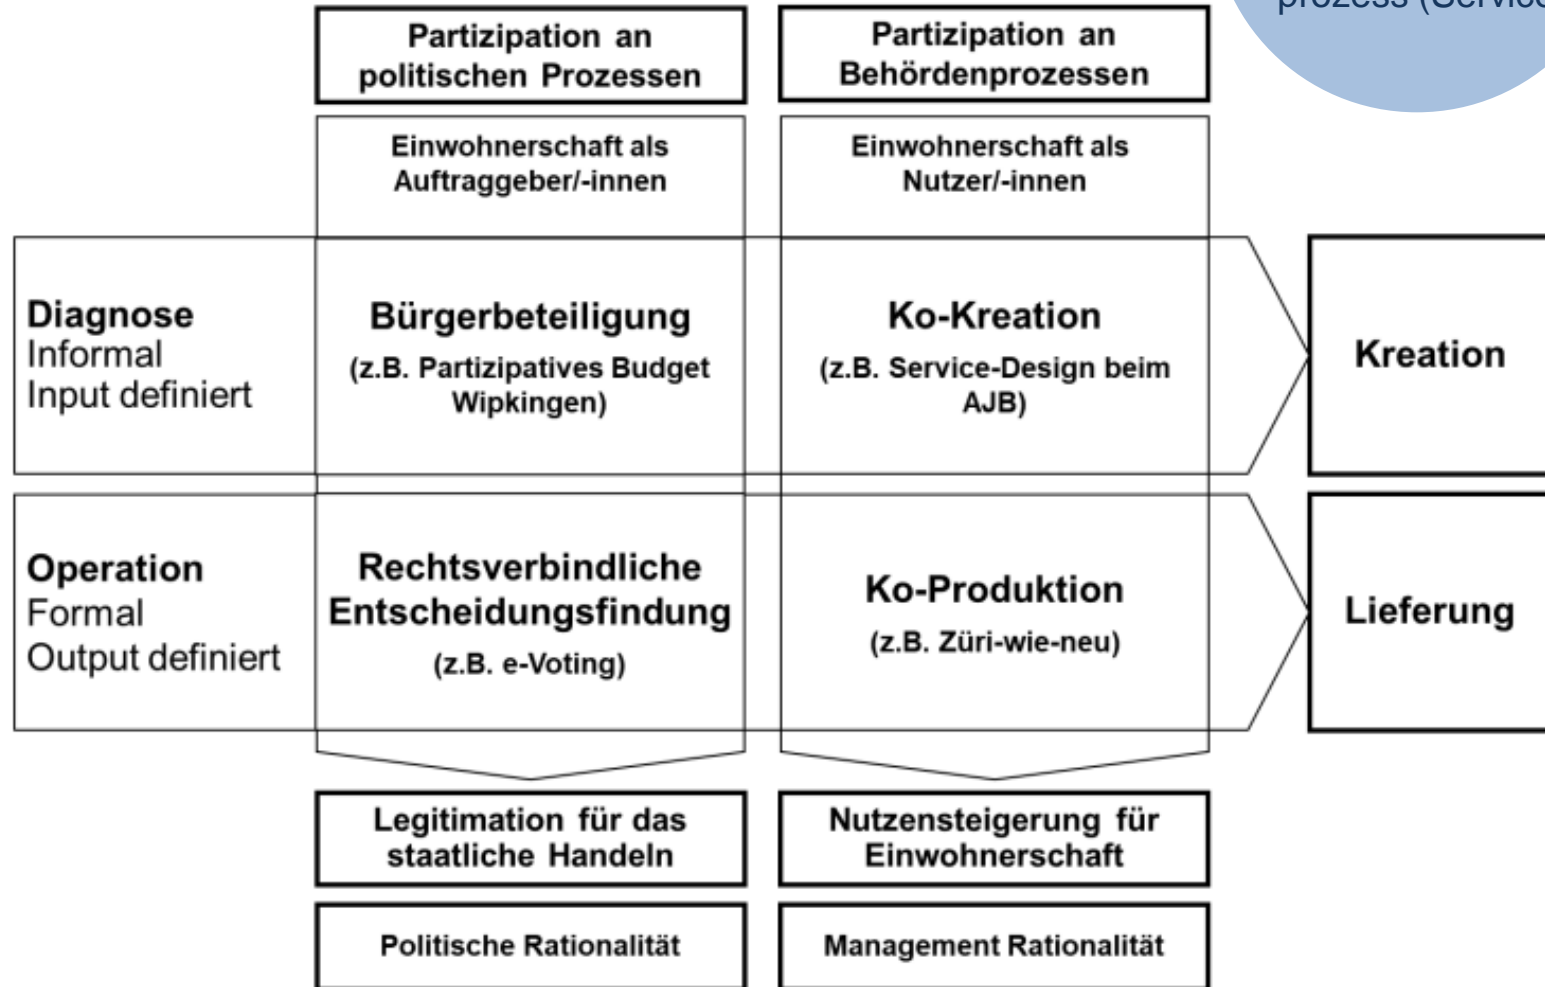 prozess (Service
Partizipation an
politischen Prozessen
Partizipation an
Behördenprozessen
Einwohnerschaft als
Auftraggeber/-innen
Einwohnerschaft als
Nutzer/-innen
Diagnose
Informal
Input definiert
Bürgerbeteiligung
(z.B. Partizipatives Budget
Wipkingen)
Ko-Kreation
(z.B. Service-Design beim
AJB)
Kreation
Operation
Formal
Output definiert
Rechtsverbindliche
Entscheidungsfindung
(z.B. e-Voting)
Ko-Produktion
(z.B. Züri-wie-neu)
Lieferung
Legitimation für das
staatliche Handeln
Nutzensteigerung für
Einwohnerschaft
Politische Rationalität
Management Rationalität